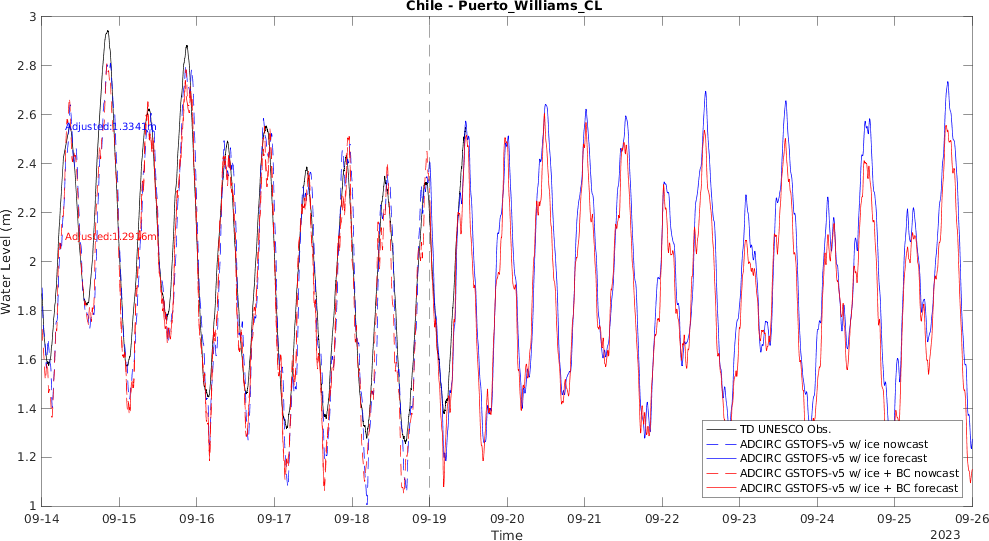 Chile - Puerto_Williams_CL
Water Level (m)
3
2.8
2.6
2.4
2.2
2
1.8
1.6
1.4
1.2
1
Adjusted:1.3341m
Adjusted:1.2916m
TD UNESCO Obs.
ADCIRC GSTOFS-v5 w/ ice nowcast
ADCIRC GSTOFS-v5 w/ ice forecast
ADCIRC GSTOFS-v5 w/ ice + BC nowcast
ADCIRC GSTOFS-v5 w/ ice + BC forecast
09-14 09-15 09-16 09-17 09-18 09-19 09-20 09-21 09-22 09-23 09-24 09-25 09-26
Time
2023